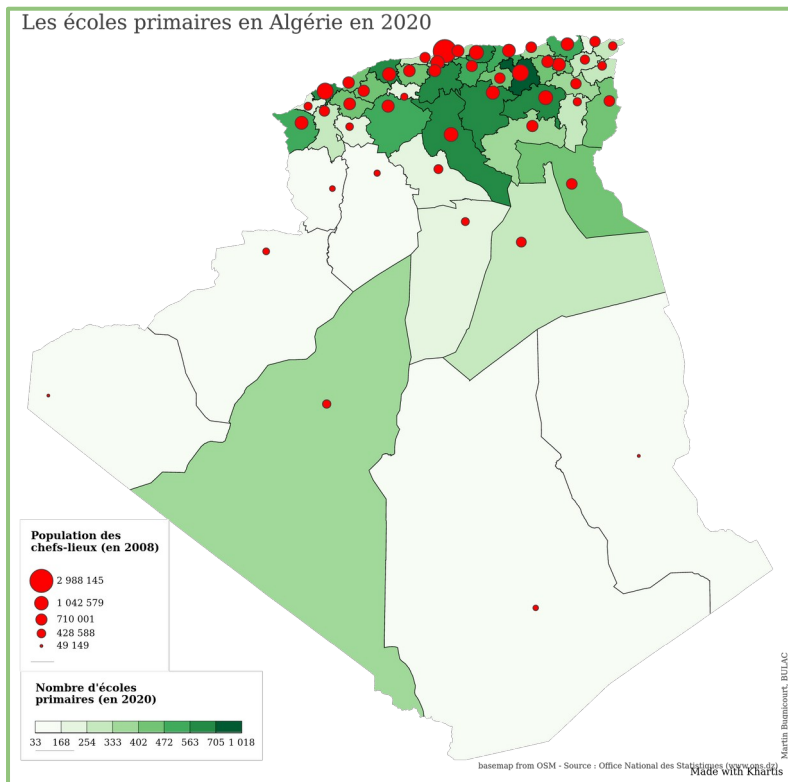 Les écoles primaires en Algérie en 2020
Population des
chefs-lieux (en 2008)
2 988 145
1 042 579
710 001
428 588
49 149
Nombre d'écoles
primaires (en 2020)
33 168 254 333 402 472 563 705 1 018
Martin Bugnicourt, BULAC
basemap from OSM - Source : Office National des Statistiques (www.ons.dz)
Made with Khartis